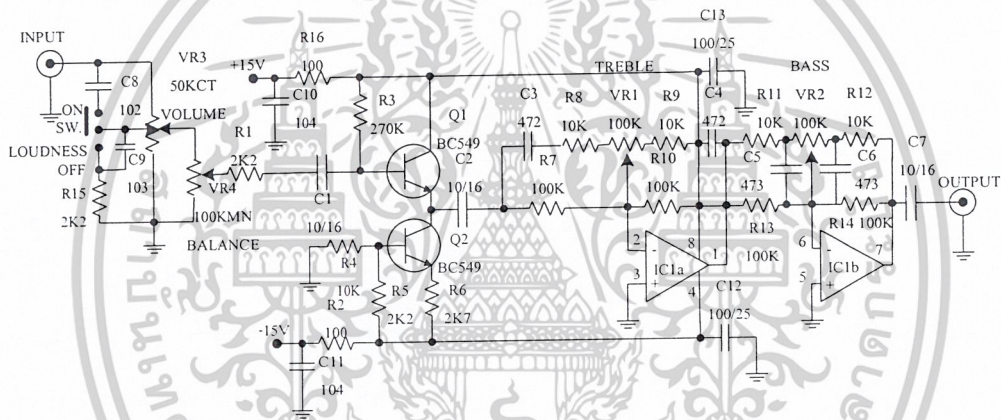 INPUT
C8
102
ON
SW.
LOUDNESS
OFF
R15
2K2
C9
103
VR3
50KCT
VOLUME
VR4
100KMN
BALANCE
R1
2K2
C1
10/16
+15V
R16
100
C10
104
R3
270K
Q1
BC549
C2
10/16
Q2
BC549
R4
10K
R2
100
R5
2K2
R6
2K7
-15V
C11
104
C3
472
R8
10K
R7
100K
TREBLE
VR1
100K
R9
10K
R10
100K
2
-
3
+
IC1a
8
1
4
C13
100/25
C4
472
C12
100/25
BASS
R11
10K
VR2
100K
R12
10K
C5
473
C6
473
R13
100K
R14
100K
6
-
5
+
IC1b
7
C7
10/16
OUTPUT